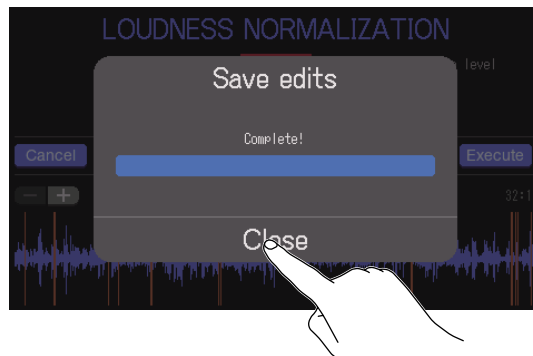 LOUDNESS NORMALIZATION
level
Save edits
Complete!
Cancel
Execute
32:1
Close